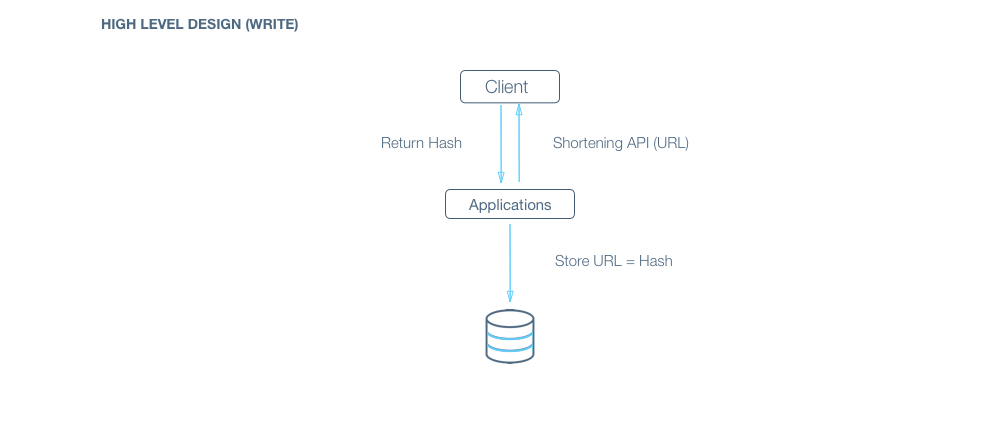 HIGH LEVEL DESIGN (WRITE)
Client
Return Hash
Shortening API (URL)
Applications
Store URL = Hash